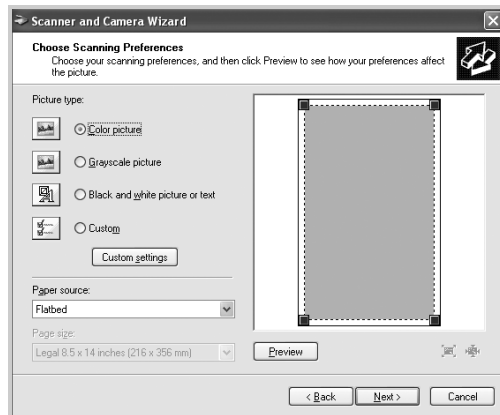 Scanner and Camera Wizard
Choose Scanning Preferences
Choose your scanning preferences, and then click Preview to see how your preferences affect
the picture.
Picture type:
Color picture
Grayscale picture
Black and white picture or text
Custom
Custom settings
Paper source:
Flatbed
Page size:
Legal 8.5 x 14 inches (216 x 356 mm)
Preview
< Back
Next >
Cancel